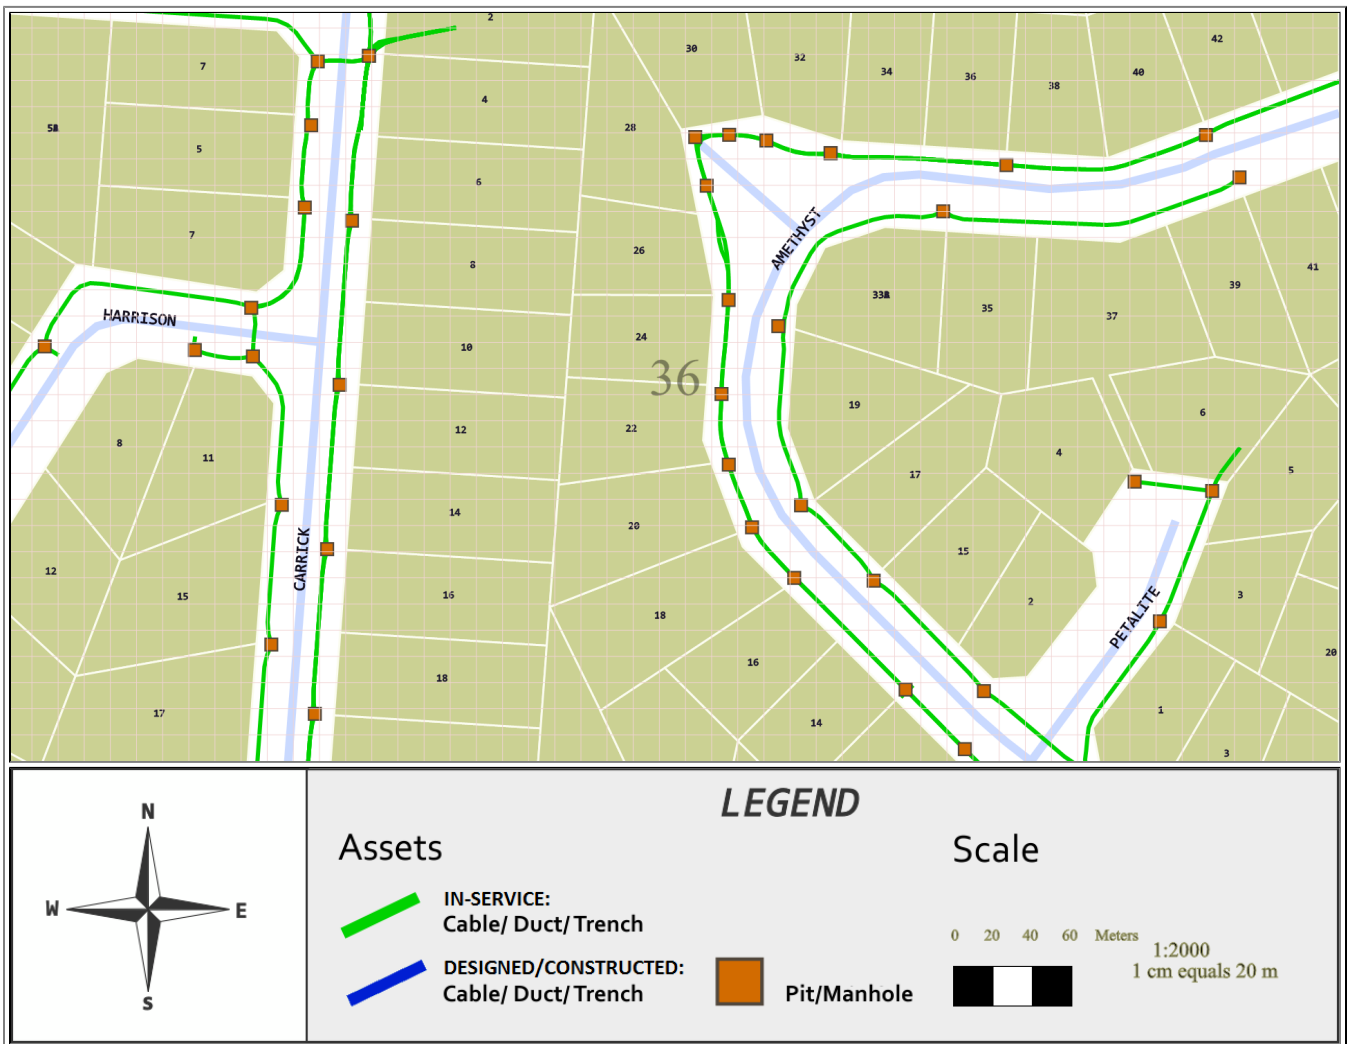 2
7
4
5
6
7
8
10
12
14
16
18
30
32
34
36
38
40
42
28
26
24
22
20
18
16
14
HARRISON
CARRICK
AMETHYST
PETALITE
36
35
37
39
41
19
17
15
2
4
6
5
3
1
3
20
8
11
12
15
17
LEGEND
Assets
IN-SERVICE:
Cable/ Duct/ Trench
DESIGNED/CONSTRUCTED:
Cable/ Duct/ Trench
Pit/Manhole
Scale
0 20 40 60 Meters
1:2000
1 cm equals 20 m
N
W E
S